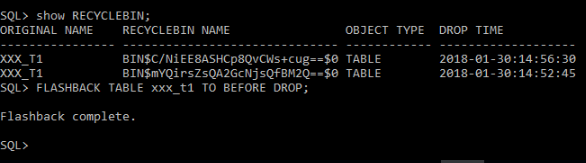 SQL> show RECYCLEBIN;
ORIGINAL NAME    RECYCLEBIN NAME                OBJECT TYPE  DROP TIME
---------------- ------------------------------ ------------ -------------------
XXX_T1           BIN$C/NiEE8ASHCp8QvCWs+cug==$0 TABLE        2018-01-30:14:56:30
XXX_T1           BIN$mYQirsZsQA2GcNjsQfBM2Q==$0 TABLE        2018-01-30:14:52:45
SQL> FLASHBACK TABLE xxx_t1 TO BEFORE DROP;
Flashback complete.
SQL>